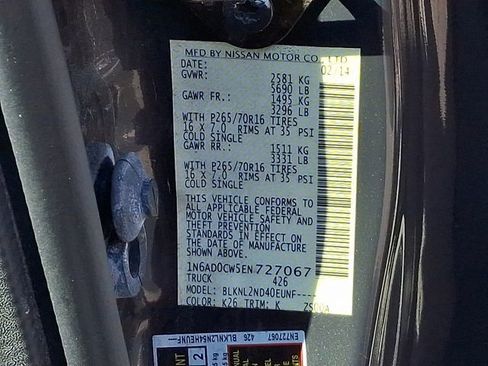 MFD BY NISSAN MOTOR CO., LTD
DATE: 02/14
GVWR: 2581 KG
5690 LB
GAWR FR.: 1495 KG
3296 LB
WITH P265/70R16 TIRES
16 X 7.0 RIMS AT 35 PSI
COLD SINGLE
GAWR RR.: 1511 KG
3331 LB
WITH P265/70R16 TIRES
16 X 7.0 RIMS AT 35 PSI
COLD SINGLE
THIS VEHICLE CONFORMS TO
ALL APPLICABLE FEDERAL
MOTOR VEHICLE SAFETY AND
THEFT PREVENTION
STANDARDS IN EFFECT ON
THE DATE OF MANUFACTURE
SHOWN ABOVE.
1N6AD0CW5EN727067
TRUCK 426
MODEL: BLKNL2ND40EUNF----
COLOR: K26 TRIM: K
EN727067
426
2